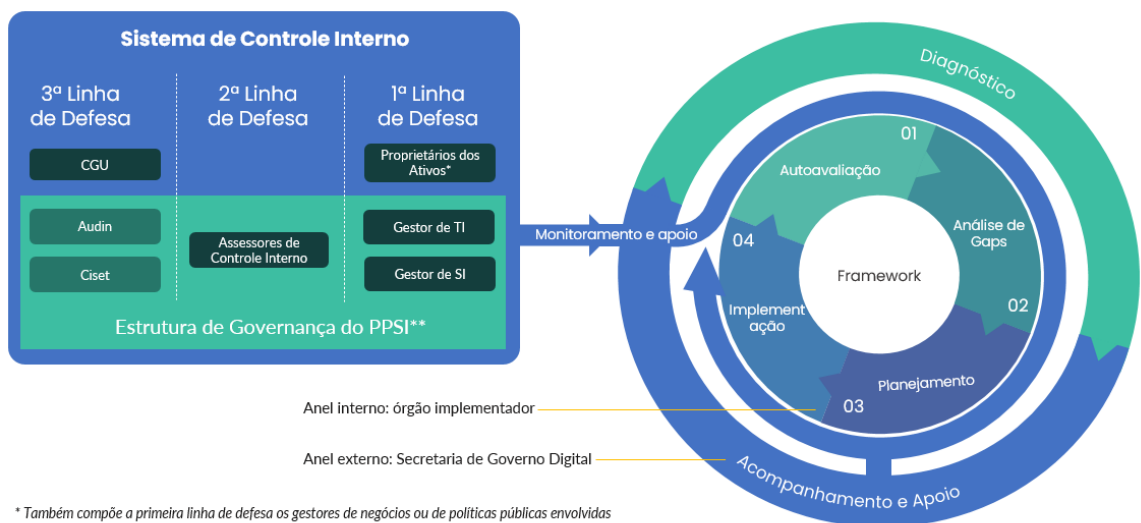 Sistema de Controle Interno
3ª Linha
de Defesa
2ª Linha
de Defesa
1ª Linha
de Defesa
CGU
Proprietários dos
Ativos*
Audin
Ciset
Assessores de
Controle Interno
Gestor de TI
Gestor de SI
Estrutura de Governança do PPSI**
Monitoramento e apoio
Diagnóstico
01
Autoavaliação
Análise de
Gaps
02
Planejamento
03
04
Implement
ação
Framework
Acompanhamento e Apoio
Anel interno: órgão implementador
Anel externo: Secretaria de Governo Digital
* Também compõe a primeira linha de defesa os gestores de negócios ou de políticas públicas envolvidas